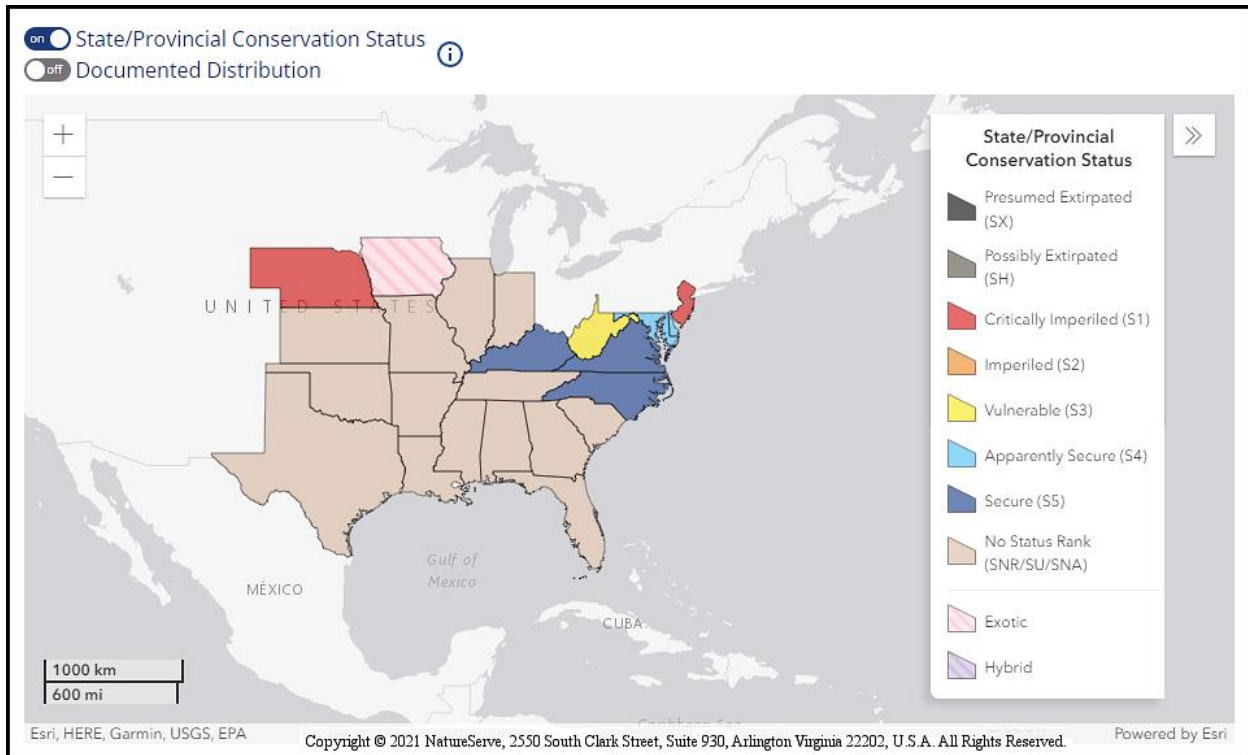 on State/Provincial Conservation Status
off Documented Distribution
i
+
−
State/Provincial
Conservation Status
Presumed Extirpated
(SX)
Possibly Extirpated
(SH)
Critically Imperiled (S1)
Imperiled (S2)
Vulnerable (S3)
Apparently Secure (S4)
Secure (S5)
No Status Rank
(SNR/SU/SNA)
Exotic
Hybrid
UNITED STATES
Gulf of
Mexico
MÉXICO
CUBA
Caribbean Sea
1000 km
600 mi
Esri, HERE, Garmin, USGS, EPA
Copyright © 2021 NatureServe, 2550 South Clark Street, Suite 930, Arlington Virginia 22202, U.S.A. All Rights Reserved.
Powered by Esri